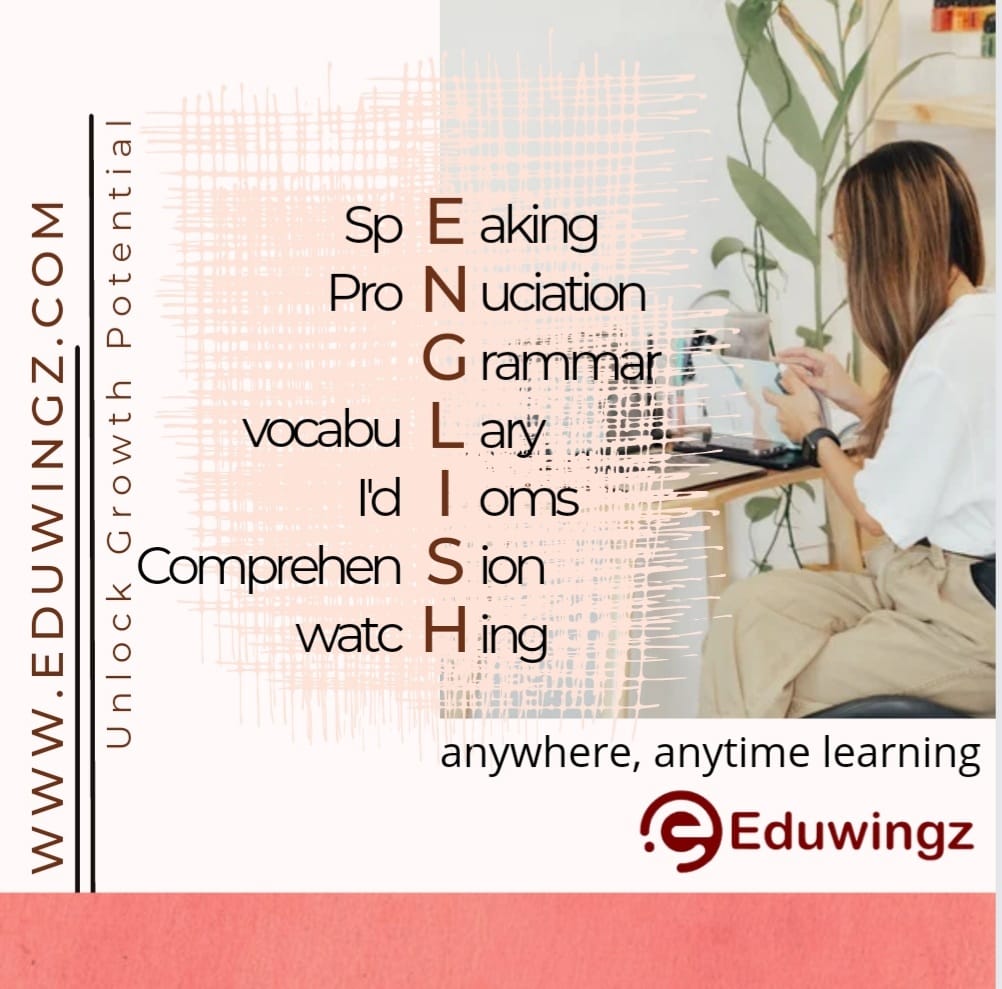 WWW.EDUWINGZ.COM
Unlock Growth Potential
Sp E aking
Pro N uciation
G rammar
vocabu L ary
I'd I oms
Comprehen S ion
watc H ing
anywhere, anytime learning
Eduwingz